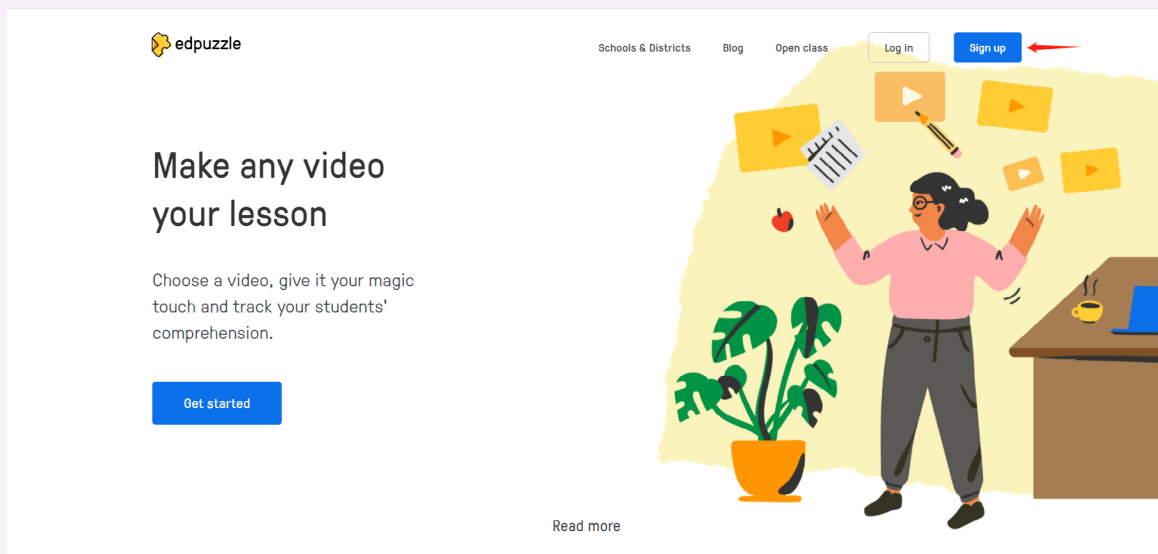 edpuzzle
Schools & Districts
Blog
Open class
Log in
Sign up
Make any video
your lesson
Choose a video, give it your magic
touch and track your students'
comprehension.
Get started
Read more